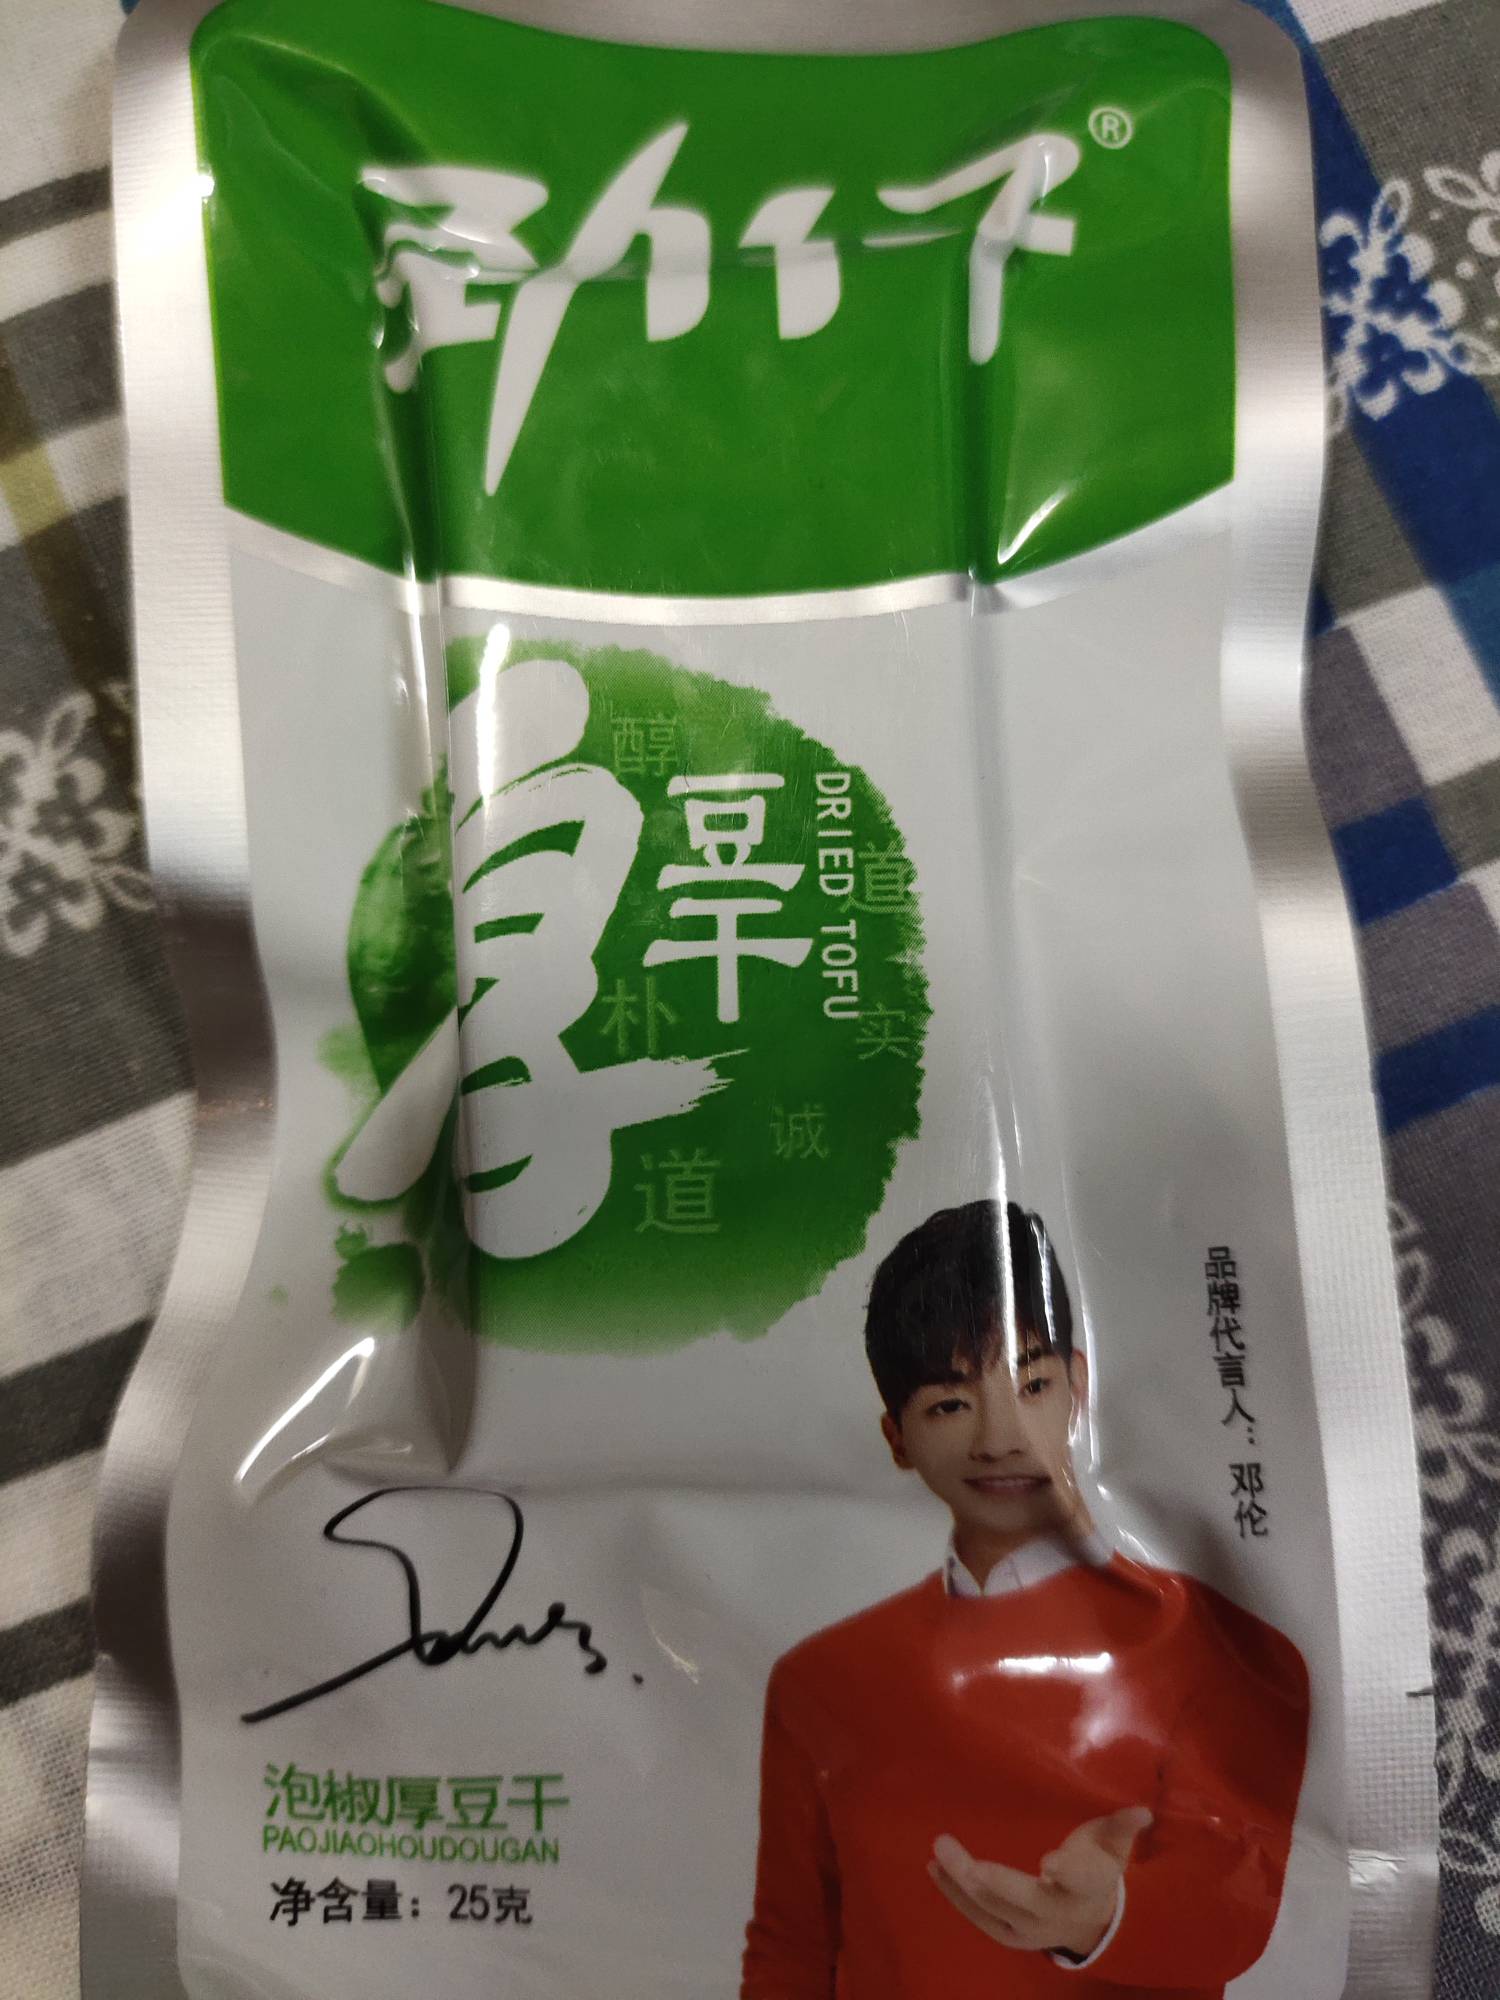 劲仔®
厚
豆干
DRIED TOFU
醇
道
朴
实
诚
道
品牌代言人：邓伦
泡椒厚豆干
PAOJIAOHOUDOUGAN
净含量：25克